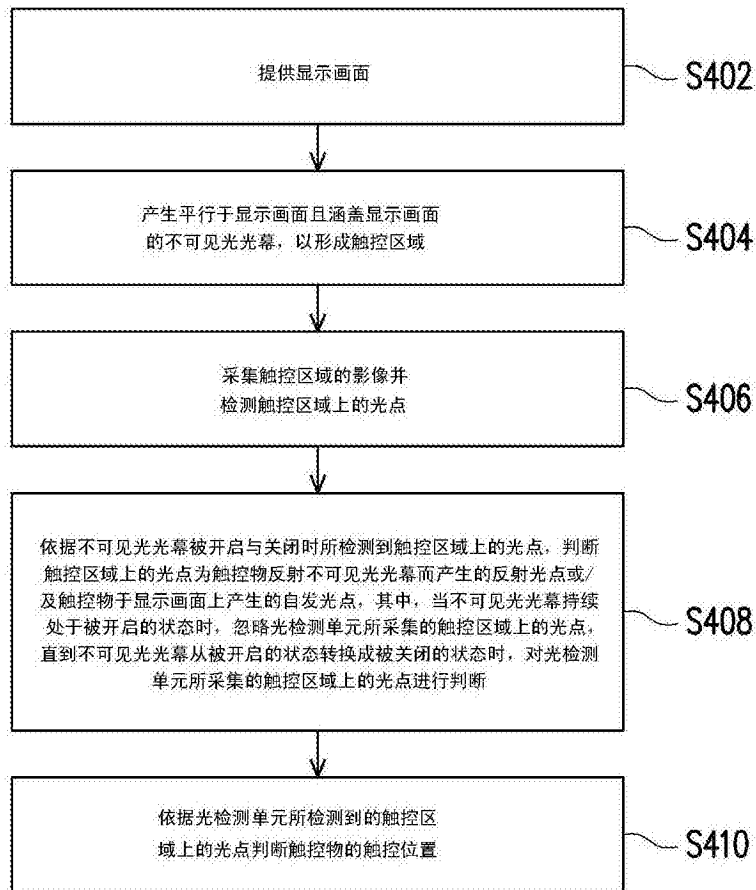 提供显示画面
S402
产生平行于显示画面且涵盖显示画面
的不可见光光幕，以形成触控区域
S404
采集触控区域的影像并
检测触控区域上的光点
S406
依据不可见光光幕被开启与关闭时所检测到触控区域上的光点，判断
触控区域上的光点为触控物反射不可见光光幕而产生的反射光点或/
及触控物于显示画面上产生的自发光点，其中，当不可见光光幕持续
处于被开启的状态时，忽略光检测单元所采集的触控区域上的光点，
直到不可见光光幕从被开启的状态转换成被关闭的状态时，对光检测
单元所采集的触控区域上的光点进行判断
S408
依据光检测单元所检测到的触控区
域上的光点判断触控物的触控位置
S410